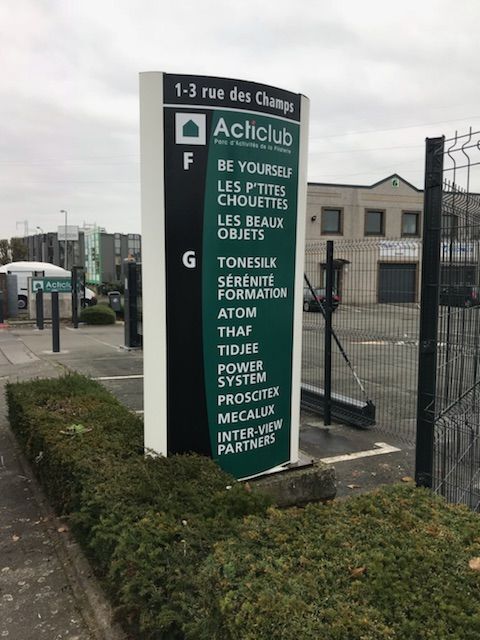 1-3 rue des Champs
Acticlub
Parc d'Activités de la Pilaterie
F
BE YOURSELF
LES P'TITES
CHOUETTES
LES BEAUX
OBJETS
G
TONESILK
SÉRÉNITÉ
FORMATION
ATOM
THAF
TIDJEE
POWER
SYSTEM
PROSCITEX
MECALUX
INTER-VIEW
PARTNERS
Acticlub